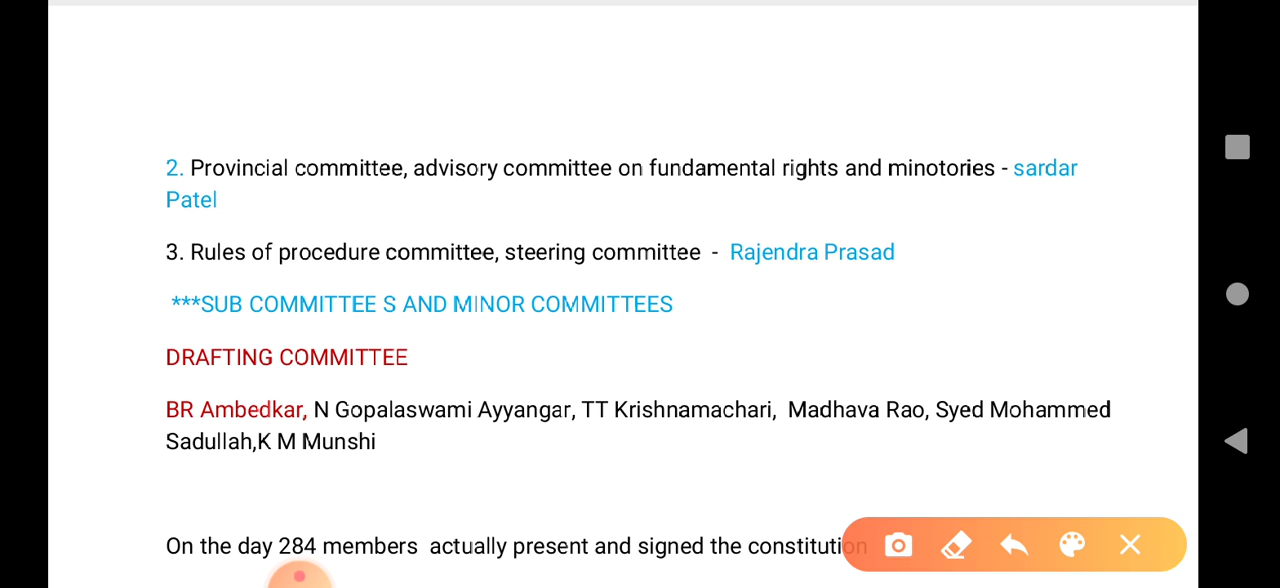 2. Provincial committee, advisory committee on fundamental rights and minotories - sardar
Patel
3. Rules of procedure committee, steering committee - Rajendra Prasad
***SUB COMMITTEE S AND MINOR COMMITTEES
DRAFTING COMMITTEE
BR Ambedkar, N Gopalaswami Ayyangar, TT Krishnamachari, Madhava Rao, Syed Mohammed
Sadullah,K M Munshi
On the day 284 members actually present and signed the constitution